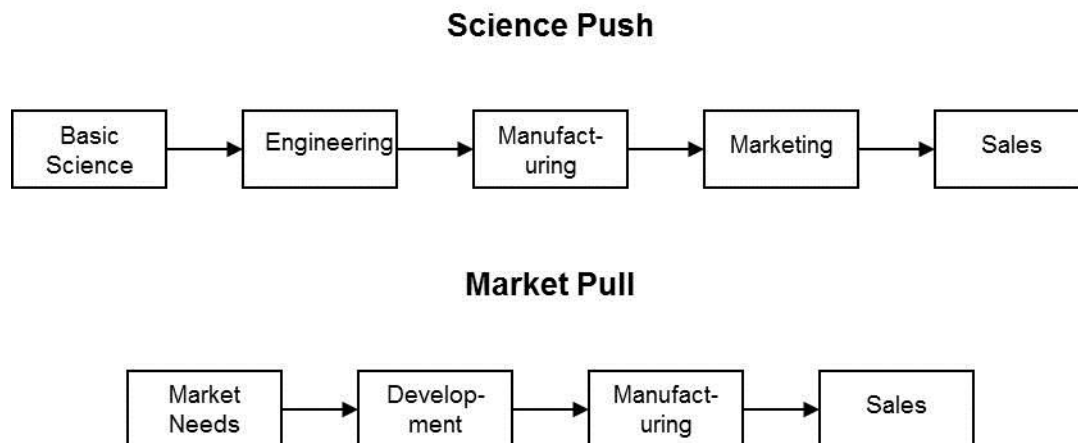 Science Push
Basic
Science
Engineering
Manufact-
uring
Marketing
Sales
Market Pull
Market
Needs
Develop-
ment
Manufact-
uring
Sales